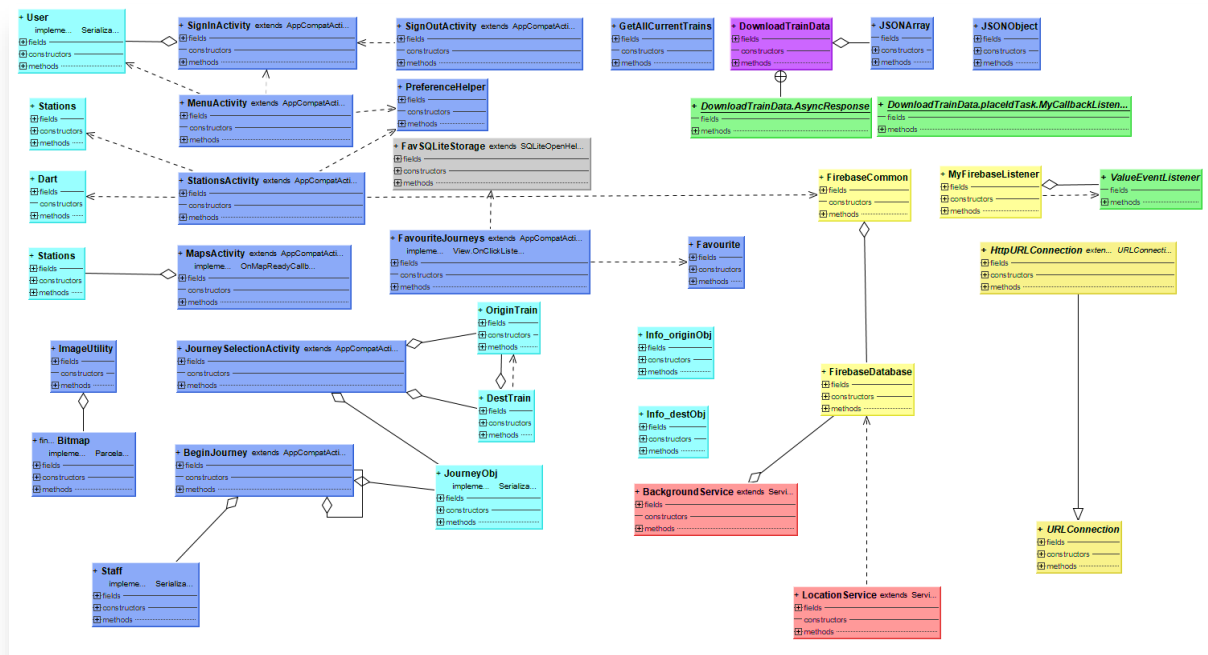 + User
impleme... Serializa...
fields
constructors
methods
+ SignInActivity extends AppCompatActi...
fields
constructors
methods
+ SignOutActivity extends AppCompatActi...
fields
constructors
methods
+ GetAllCurrentTrains
fields
constructors
methods
+ DownloadTrainData
fields
constructors
methods
+ JSONArray
fields
constructors
methods
+ JSONObject
fields
constructors
methods
+ Stations
fields
constructors
methods
+ MenuActivity extends AppCompatActi...
fields
constructors
methods
+ PreferenceHelper
fields
constructors
methods
+ DownloadTrainData.AsyncResponse
fields
methods
+ DownloadTrainData.placeIdTask.MyCallbackListen...
fields
methods
+ FavSQLiteStorage extends SQLiteOpenHel...
fields
constructors
methods
+ Dart
fields
constructors
methods
+ StationsActivity extends AppCompatActi...
fields
constructors
methods
+ FirebaseCommon
fields
constructors
methods
+ MyFirebaseListener
fields
constructors
methods
+ ValueEventListener
fields
methods
+ Stations
fields
constructors
methods
+ MapsActivity extends AppCompatActi...
impleme... OnMapReadyCallb...
fields
constructors
methods
+ FavouriteJourneys extends AppCompatActi...
impleme... View.OnClickListe...
fields
constructors
methods
+ Favourite
fields
constructors
methods
+ HttpURLConnection exten... URLConnecti...
fields
constructors
methods
+ OriginTrain
fields
constructors
methods
+ ImageUtility
fields
constructors
methods
+ JourneySelectionActivity extends AppCompatActi...
fields
constructors
methods
+ Info_originObj
fields
constructors
methods
+ FirebaseDatabase
fields
constructors
methods
+ DestTrain
fields
constructors
methods
+ Info_destObj
fields
constructors
methods
+ fin... Bitmap
impleme... Parcela...
fields
constructors
methods
+ BeginJourney extends AppCompatActi...
fields
constructors
methods
+ JourneyObj
impleme... Serializa...
fields
constructors
methods
+ BackgroundService extends Servi...
fields
constructors
methods
+ URLConnection
fields
constructors
methods
+ Staff
impleme... Serializa...
fields
constructors
methods
+ LocationService extends Servi...
fields
constructors
methods